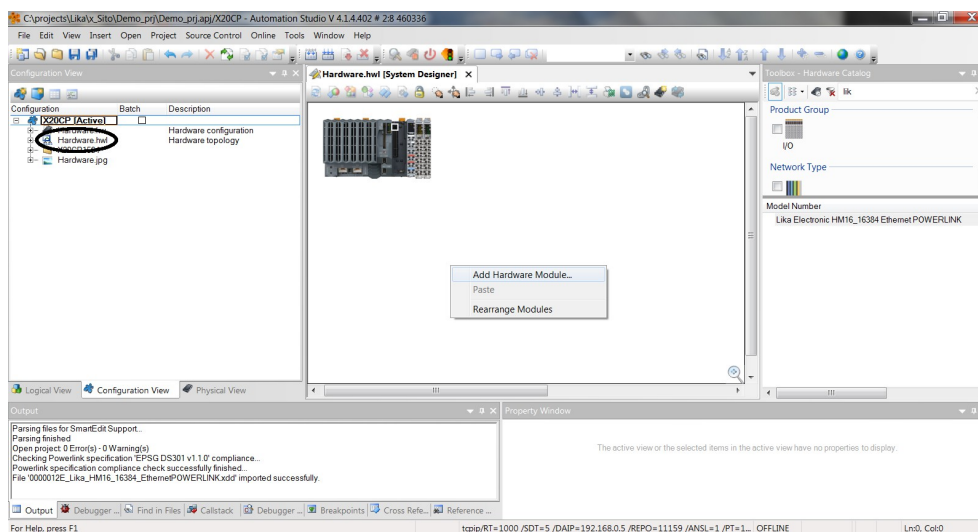 C:\projects\Lika\x_Sito\Demo_prj\Demo_prj.apj/X20CP - Automation Studio V 4.1.4.402 # 2:8 460336
File Edit View Insert Open Project Source Control Online Tools Window Help
Configuration View
Hardware.hwl [System Designer] X
Toolbox - Hardware Catalog
lik
Configuration Batch Description
X20CP [Active]
Hardware configuration
Hardware.hwl Hardware topology
Hardware.jpg
Product Group
I/O
Network Type
Model Number
Lika Electronic HM16_16384 Ethernet POWERLINK
Add Hardware Module...
Paste
Rearrange Modules
Logical View Configuration View Physical View
Output
Property Window
Parsing files for SmartEdit Support...
Parsing finished
Open project: 0 Error(s) - 0 Warning(s)
Checking Powerlink specification 'EPSG DS301 v1.1.0' compliance...
Powerlink specification compliance check successfully finished...
File '0000012E_Lika_HM16_16384_EthernetPOWERLINK.xdd' imported successfully.
The active view or the selected items in the active view have no properties to display.
Output Debugger ... Find in Files Callstack Debugger ... Breakpoints Cross Refe... Reference ...
For Help, press F1
tcpip/RT=1000 /SDT=5 /DAIP=192.168.0.5 /REPO=11159 /ANSL=1 /PT=1... OFFLINE Ln:0, Col:0